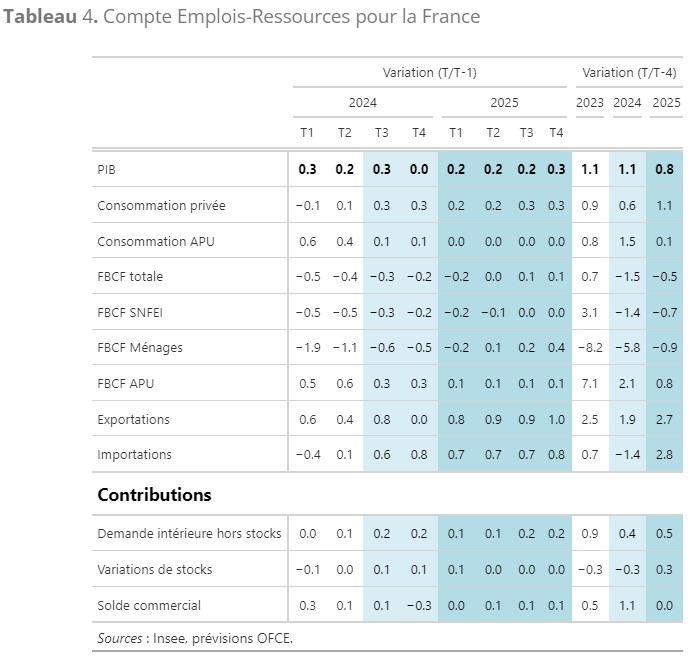 Tableau 4. Compte Emplois-Ressources pour la France
Variation (T/T-1) Variation (T/T-4)
2024 2025 2023 2024 2025
T1 T2 T3 T4 T1 T2 T3 T4
PIB 0.3 0.2 0.3 0.0 0.2 0.2 0.2 0.3 1.1 1.1 0.8
Consommation privée −0.1 0.1 0.3 0.3 0.2 0.2 0.3 0.3 0.9 0.6 1.1
Consommation APU 0.6 0.4 0.1 0.1 0.0 0.0 0.0 0.0 0.8 1.5 0.1
FBCF totale −0.5 −0.4 −0.3 −0.2 −0.2 0.0 0.1 0.1 0.7 −1.5 −0.5
FBCF SNFEI −0.5 −0.5 −0.3 −0.2 −0.2 −0.1 0.0 0.0 3.1 −1.4 −0.7
FBCF Ménages −1.9 −1.1 −0.6 −0.5 −0.2 0.1 0.2 0.4 −8.2 −5.8 −0.9
FBCF APU 0.5 0.6 0.3 0.3 0.1 0.1 0.1 0.1 7.1 2.1 0.8
Exportations 0.6 0.4 0.8 0.0 0.8 0.9 0.9 1.0 2.5 1.9 2.7
Importations −0.4 0.1 0.6 0.8 0.7 0.7 0.7 0.8 0.7 −1.4 2.8
Contributions
Demande intérieure hors stocks 0.0 0.1 0.2 0.2 0.1 0.1 0.2 0.2 0.9 0.4 0.5
Variations de stocks −0.1 0.0 0.1 0.1 0.1 0.0 0.0 0.0 −0.3 −0.3 0.3
Solde commercial 0.3 0.1 0.1 −0.3 0.0 0.1 0.1 0.1 0.5 1.1 0.0
Sources : Insee, prévisions OFCE.